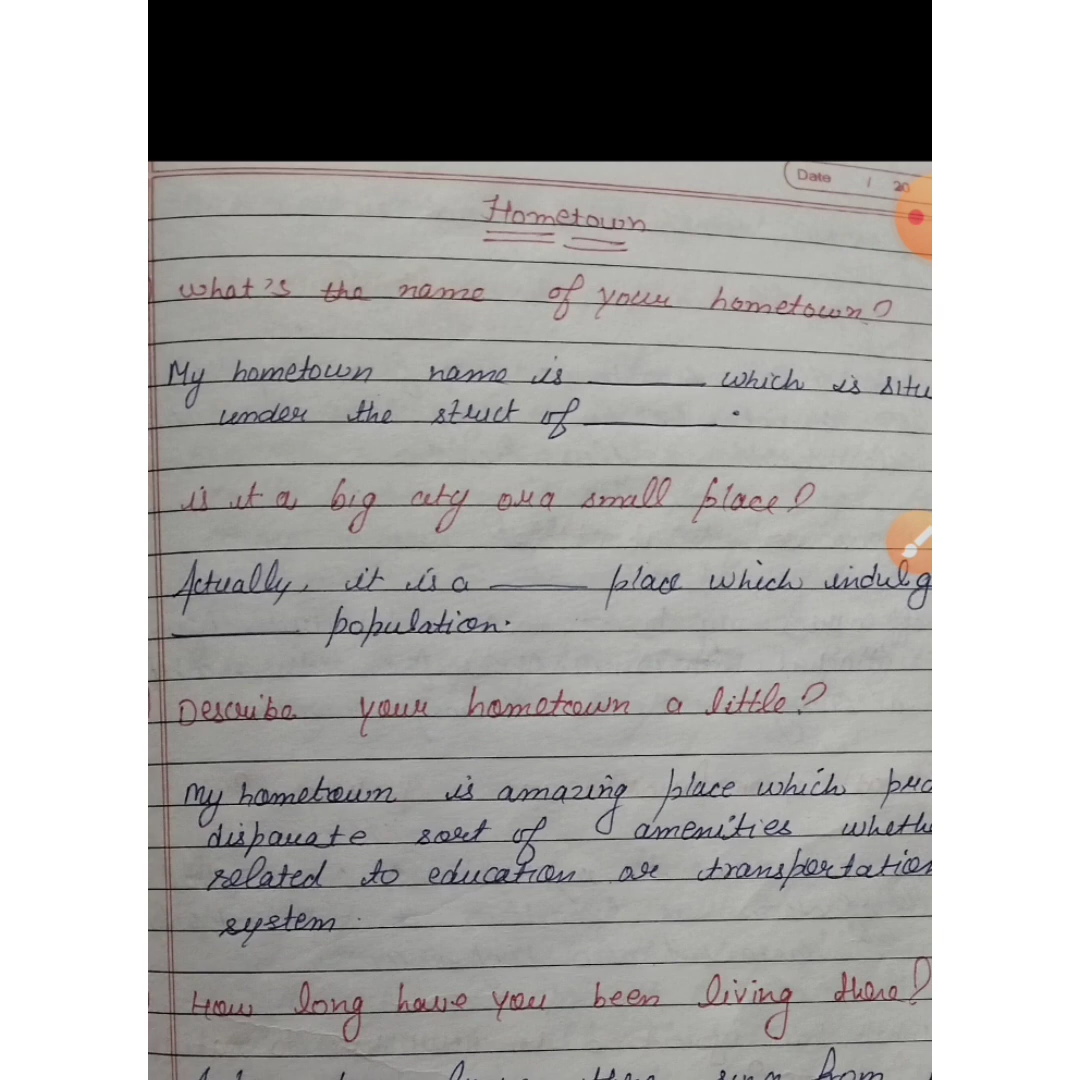 Date / 20
Hometown
what's the name of your hometown?
My hometown name is ______ which is situ
under the struct of ______.
is it a big city or a small place?
Actually, it is a ______ place which indulg
______ population.
Describe your hometown a little?
My hometown is amazing place which pro
disparate sort of amenities wheth
related to education are transportation
system.
How long have you been living there?